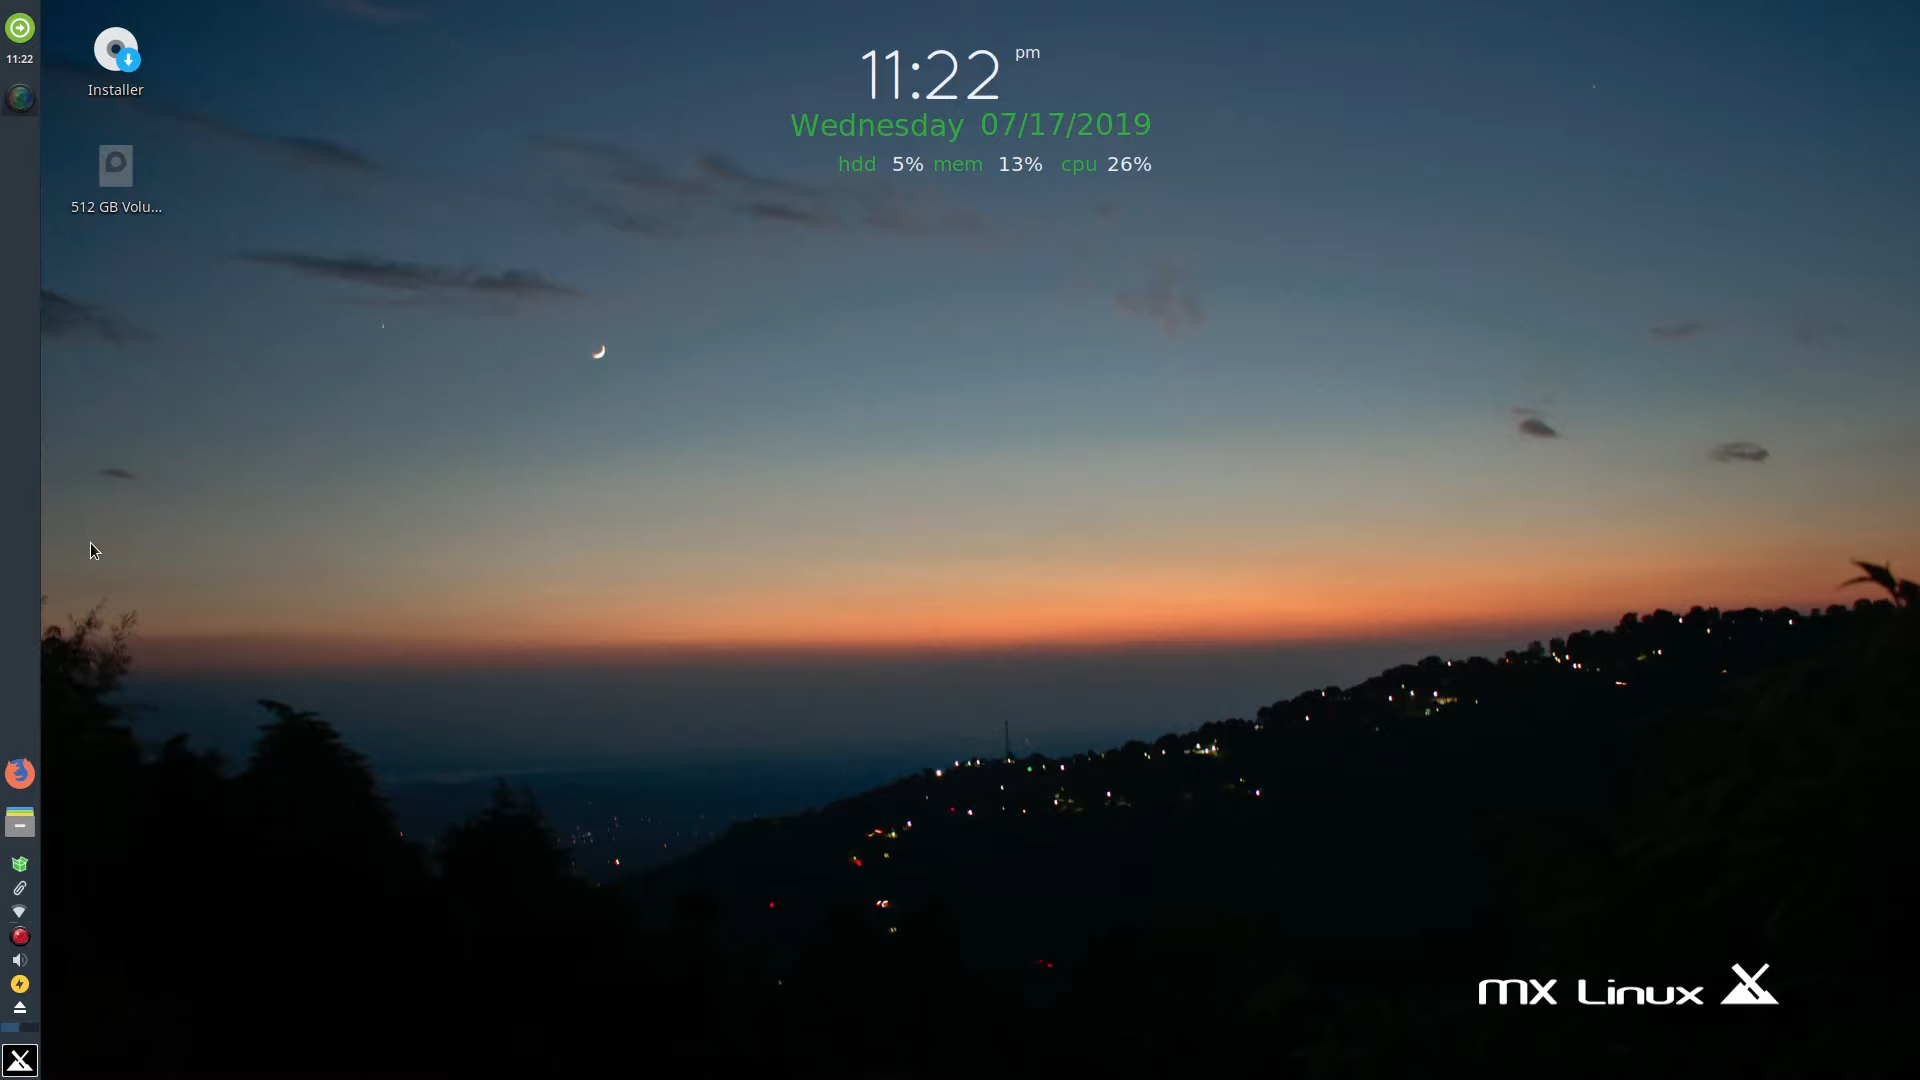 11:22
Installer
512 GB Volu...
11:22 pm
Wednesday 07/17/2019
hdd 5% mem 13% cpu 26%
mx Linux